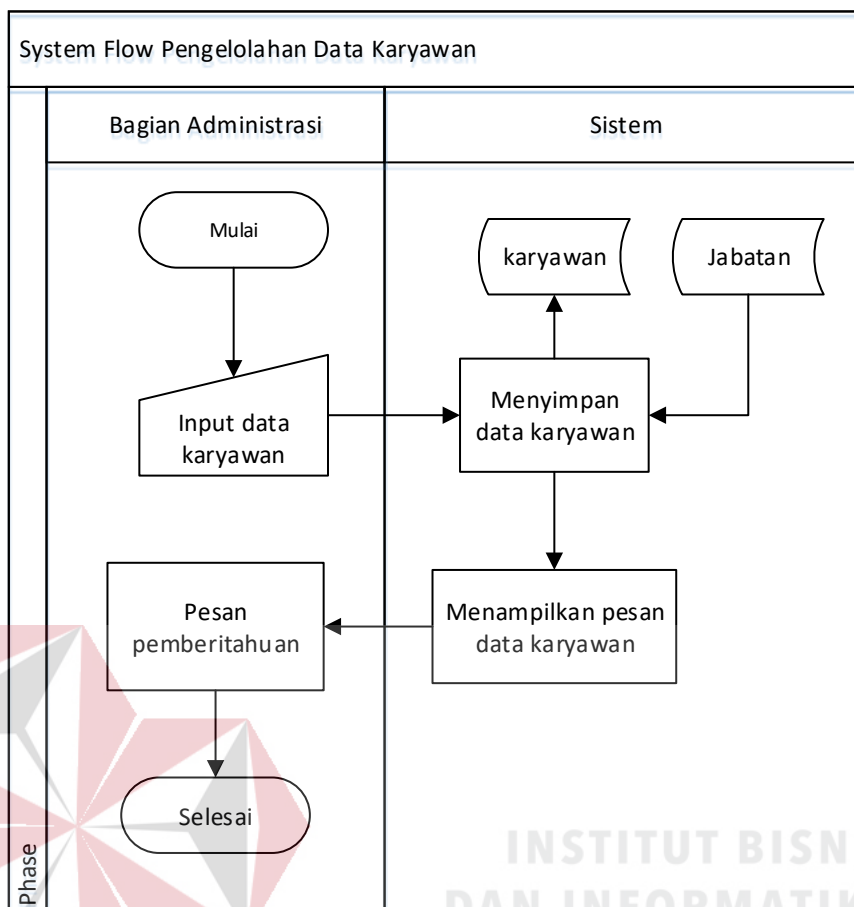 System Flow Pengelolahan Data Karyawan
Bagian Administrasi
Sistem
Mulai
karyawan
Jabatan
Input data
karyawan
Menyimpan
data karyawan
Pesan
pemberitahuan
Menampilkan pesan
data karyawan
Selesai
Phase
INSTITUT BISN
DAN INFORMATIK